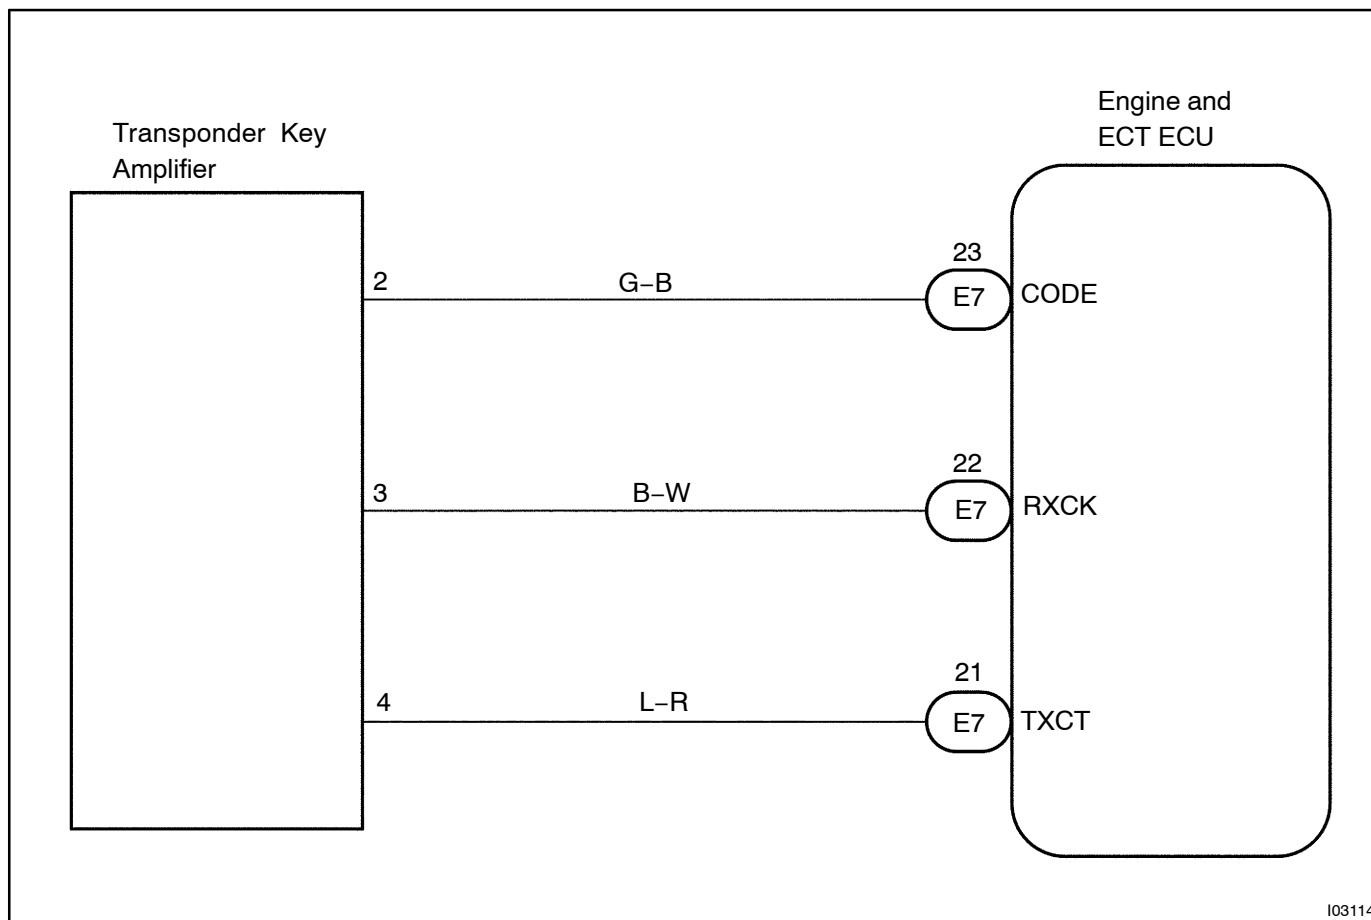 Engine and
ECT ECU
Transponder Key
Amplifier
23
2 G−B E7 CODE
22
3 B−W E7 RXCK
21
4 L−R E7 TXCT
I03114